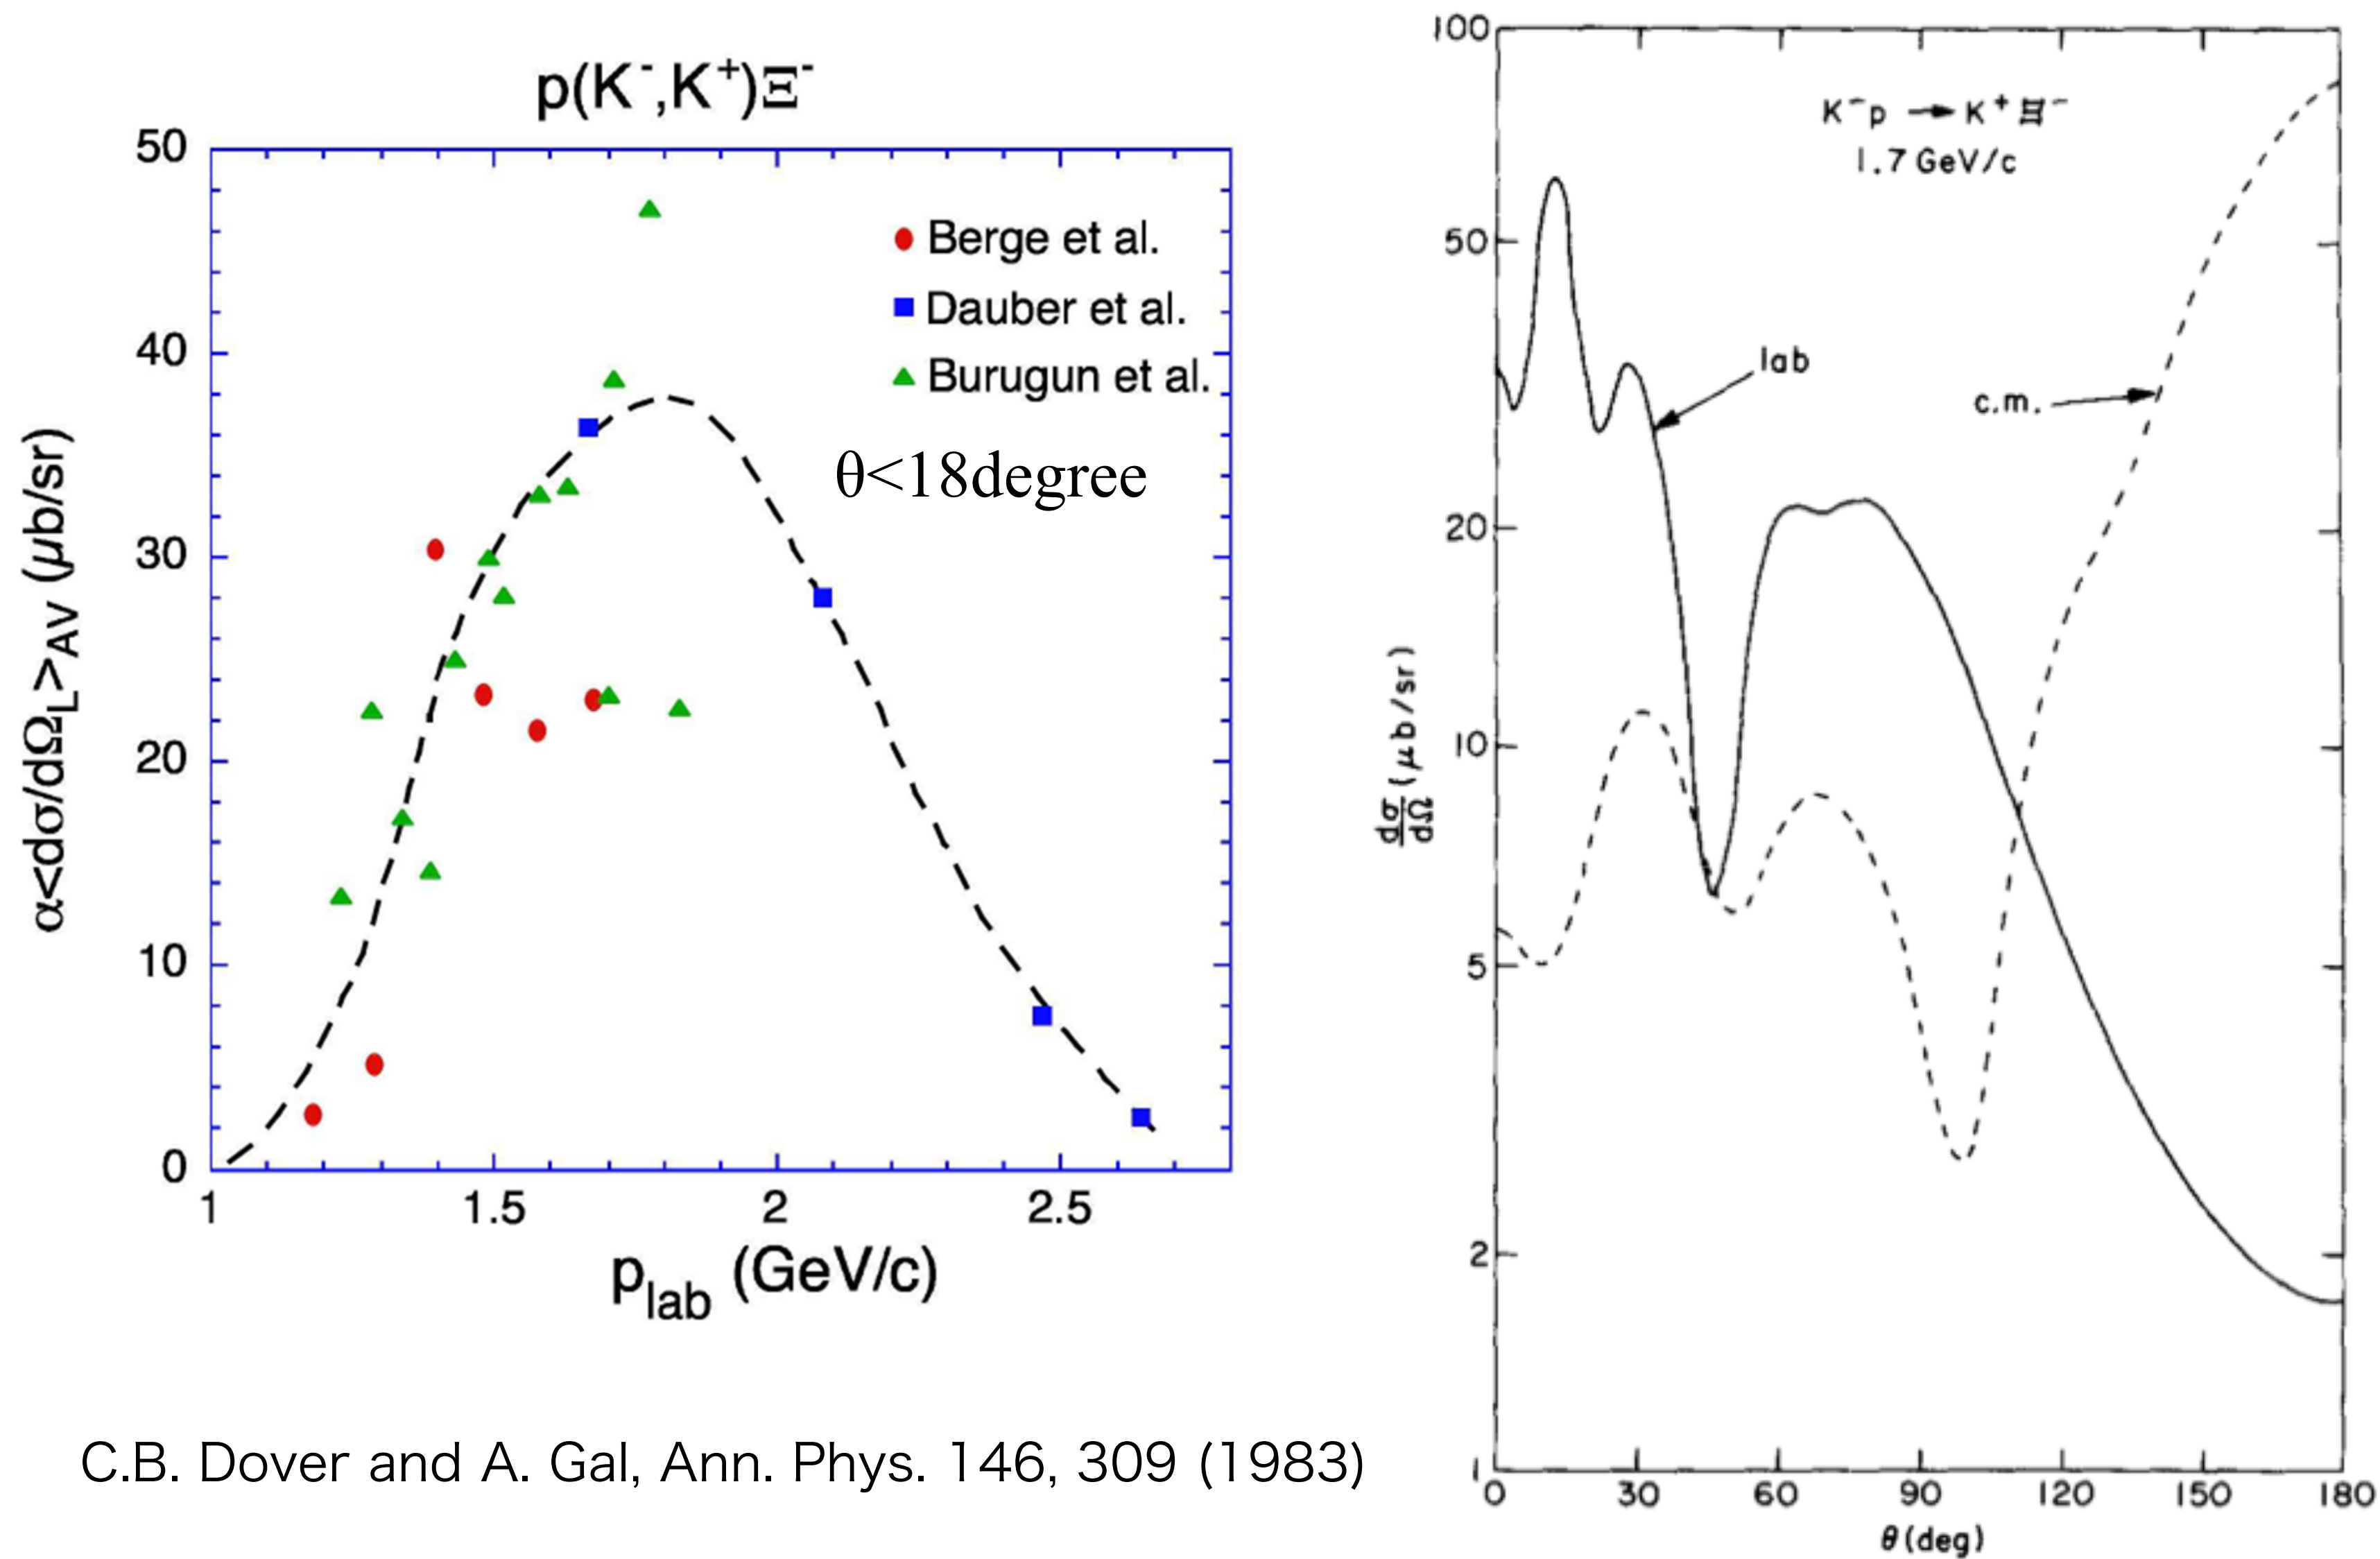 p(K⁻,K⁺)Ξ⁻
50
40
30
20
10
0
α<dσ/dΩ_L>_AV (μb/sr)
Berge et al.
Dauber et al.
Burugun et al.
θ<18degree
1 1.5 2 2.5
p_lab (GeV/c)
C.B. Dover and A. Gal, Ann. Phys. 146, 309 (1983)
100
50
20
10
5
2
1
K⁻p → K⁺Ξ⁻
1.7 GeV/c
lab
c.m.
dσ/dΩ (μb/sr)
0 30 60 90 120 150 180
θ (deg)